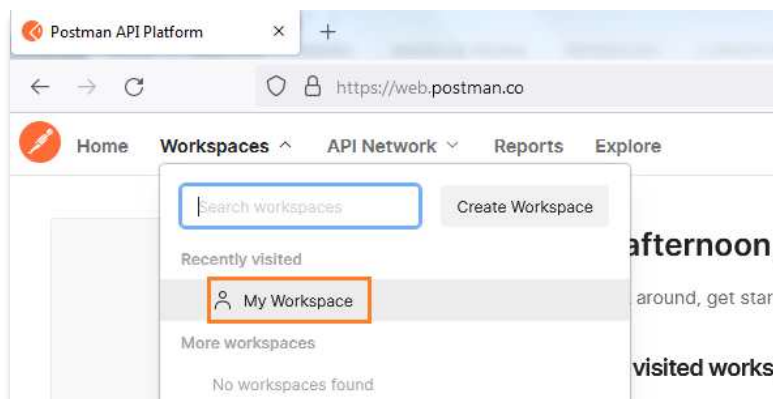 Postman API Platform
https://web.postman.co
Home Workspaces API Network Reports Explore
Search workspaces Create Workspace
afternoon
Recently visited
My Workspace
around, get star
More workspaces
visited works
No workspaces found